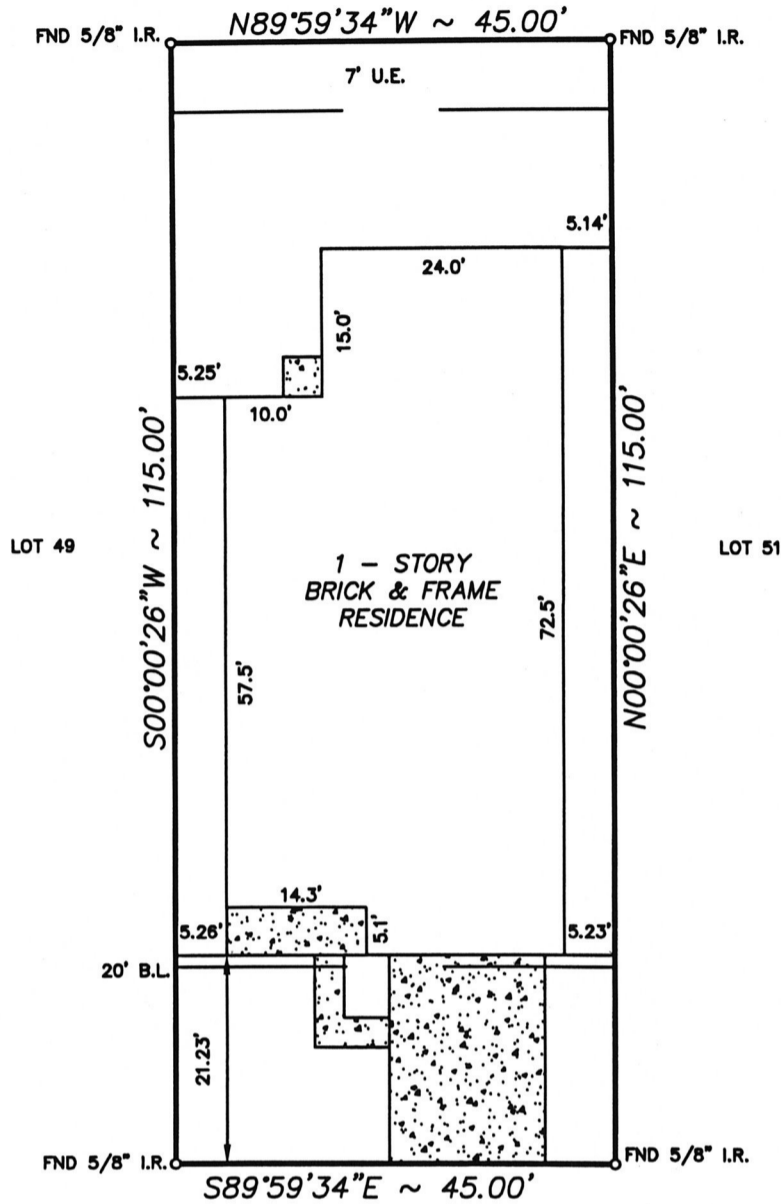 N89°59'34"W ~ 45.00'
FND 5/8" I.R.
FND 5/8" I.R.
7' U.E.
5.14'
24.0'
15.0'
5.25'
10.0'
S00°00'26"W ~ 115.00'
N00°00'26"E ~ 115.00'
LOT 49
LOT 51
1 - STORY
BRICK & FRAME
RESIDENCE
72.5'
57.5'
14.3'
5.1'
5.26'
5.23'
20' B.L.
21.23'
FND 5/8" I.R.
FND 5/8" I.R.
S89°59'34"E ~ 45.00'